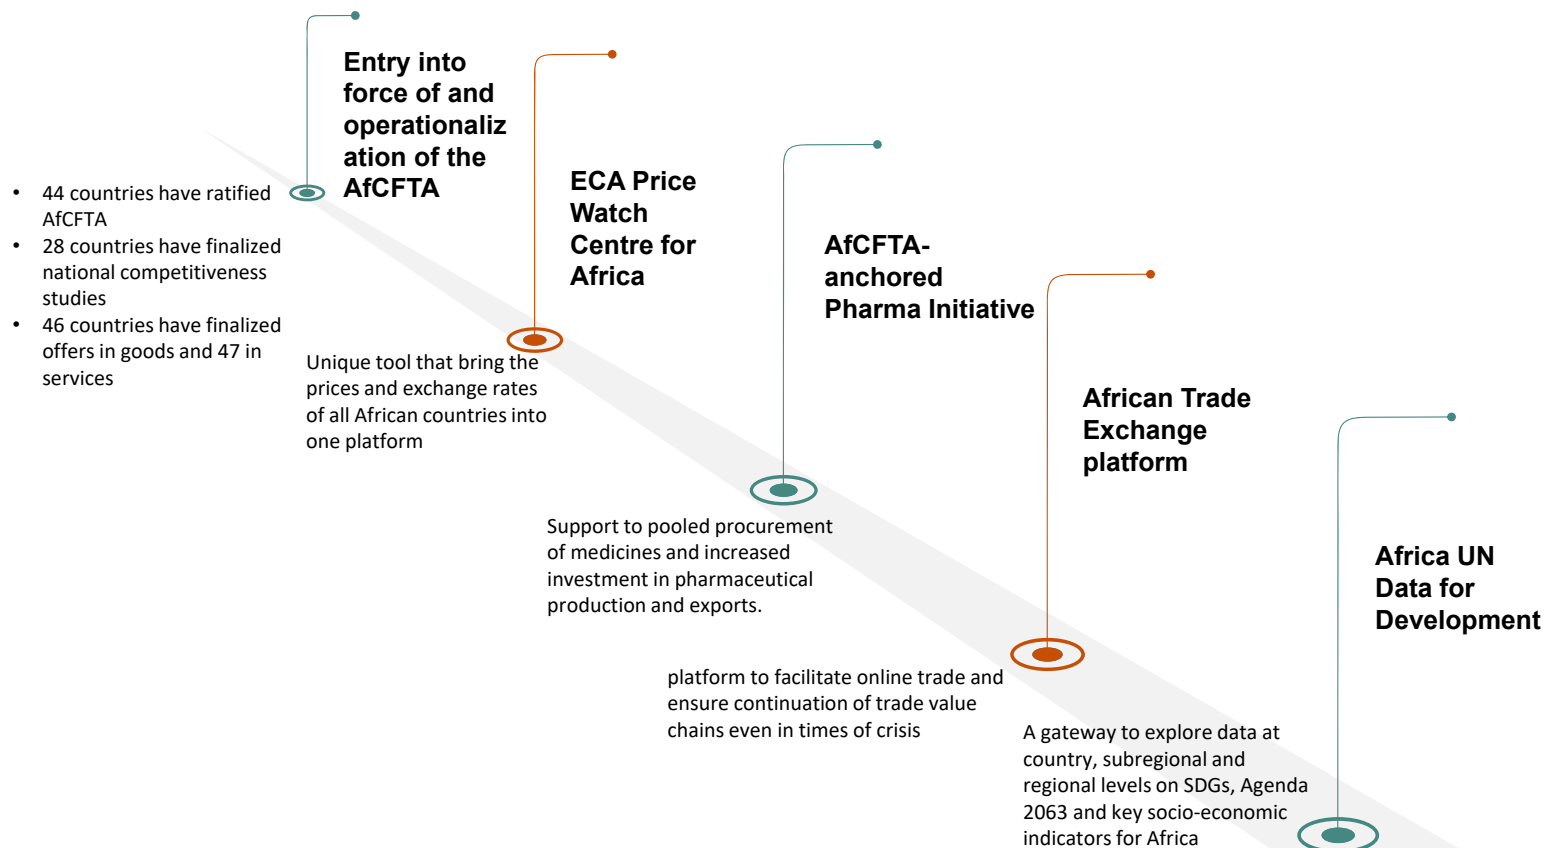 Entry into
force of and
operationaliz
ation of the
AfCFTA
• 44 countries have ratified
AfCFTA
• 28 countries have finalized
national competitiveness
studies
• 46 countries have finalized
offers in goods and 47 in
services
ECA Price
Watch
Centre for
Africa
Unique tool that bring the
prices and exchange rates
of all African countries into
one platform
AfCFTA-
anchored
Pharma Initiative
Support to pooled procurement
of medicines and increased
investment in pharmaceutical
production and exports.
African Trade
Exchange
platform
platform to facilitate online trade and
ensure continuation of trade value
chains even in times of crisis
Africa UN
Data for
Development
A gateway to explore data at
country, subregional and
regional levels on SDGs, Agenda
2063 and key socio-economic
indicators for Africa